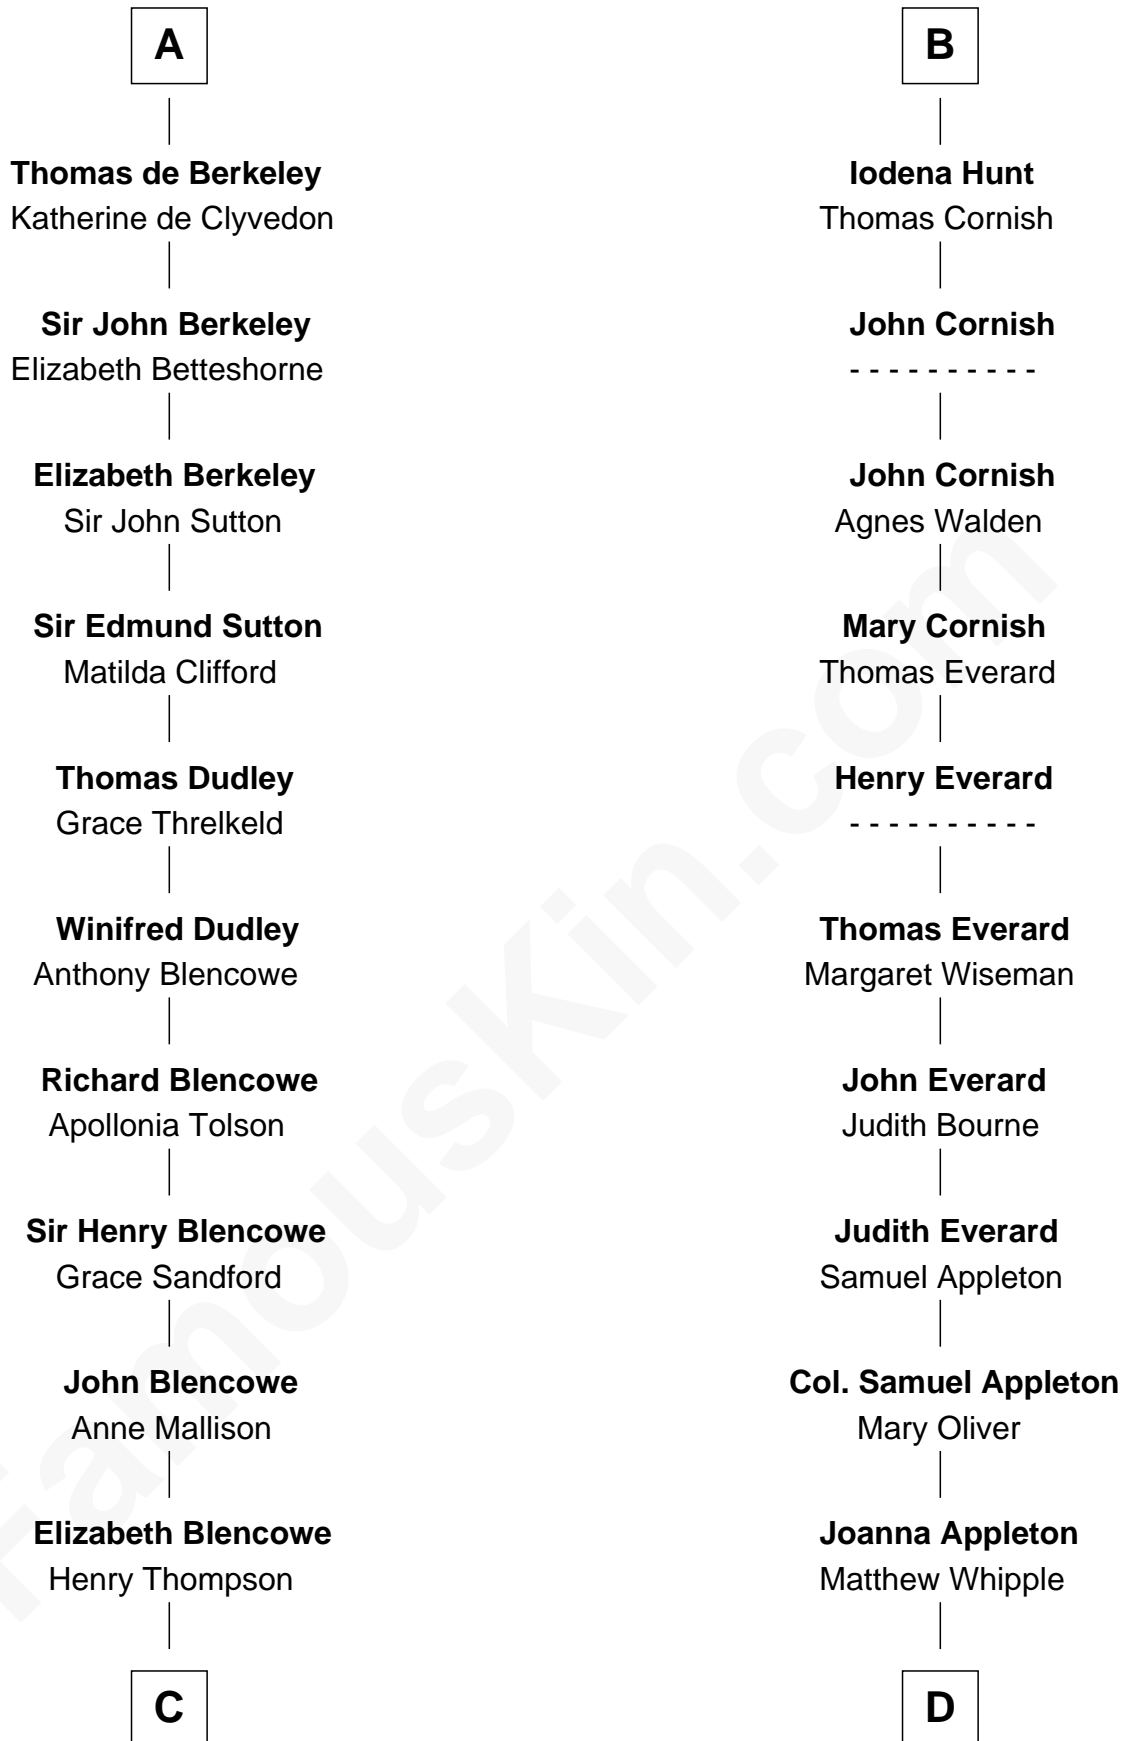 A
Thomas de Berkeley
Katherine de Clyvedon
Sir John Berkeley
Elizabeth Betteshorne
Elizabeth Berkeley
Sir John Sutton
Sir Edmund Sutton
Matilda Clifford
Thomas Dudley
Grace Threlkeld
Winifred Dudley
Anthony Blencowe
Richard Blencowe
Apollonia Tolson
Sir Henry Blencowe
Grace Sandford
John Blencowe
Anne Mallison
Elizabeth Blencowe
Henry Thompson
C
B
Iodena Hunt
Thomas Cornish
John Cornish
- - - - - - - - - -
John Cornish
Agnes Walden
Mary Cornish
Thomas Everard
Henry Everard
- - - - - - - - - -
Thomas Everard
Margaret Wiseman
John Everard
Judith Bourne
Judith Everard
Samuel Appleton
Col. Samuel Appleton
Mary Oliver
Joanna Appleton
Matthew Whipple
D
FamousKin.com